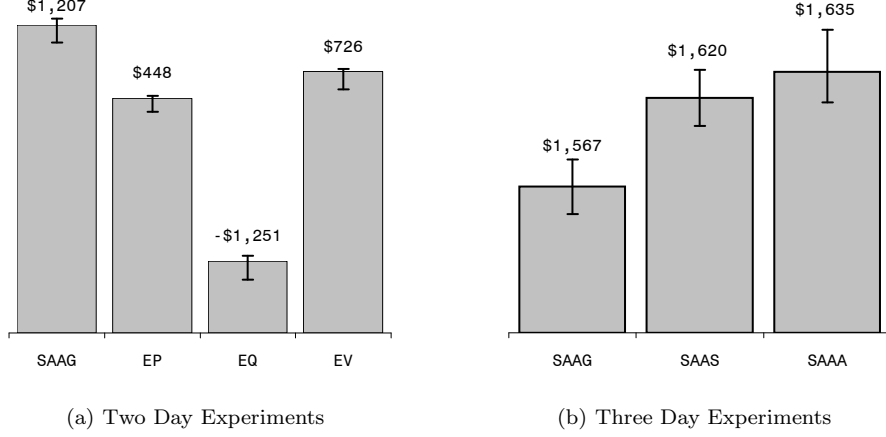 $1,207
$448
-$1,251
$726
SAAG EP EQ EV
(a) Two Day Experiments
$1,567
$1,620
$1,635
SAAG SAAS SAAA
(b) Three Day Experiments